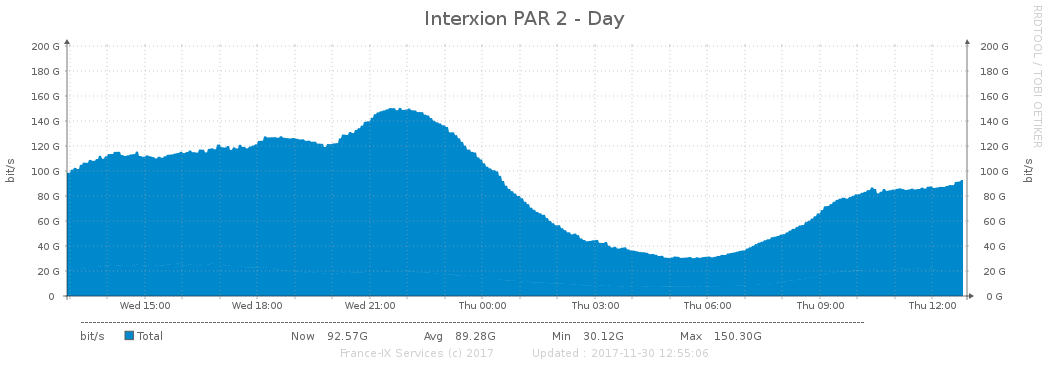 Interxion PAR 2 - Day
RRDTOOL / TOBI OETIKER
bit/s
200 G 200 G
180 G 180 G
160 G 160 G
140 G 140 G
120 G 120 G
100 G 100 G
80 G 80 G
60 G 60 G
40 G 40 G
20 G 20 G
0 0 G
bit/s
Wed 15:00 Wed 18:00 Wed 21:00 Thu 00:00 Thu 03:00 Thu 06:00 Thu 09:00 Thu 12:00
bit/s Total Now 92.57G Avg 89.28G Min 30.12G Max 150.30G
France-IX Services (c) 2017 Updated : 2017-11-30 12:55:06